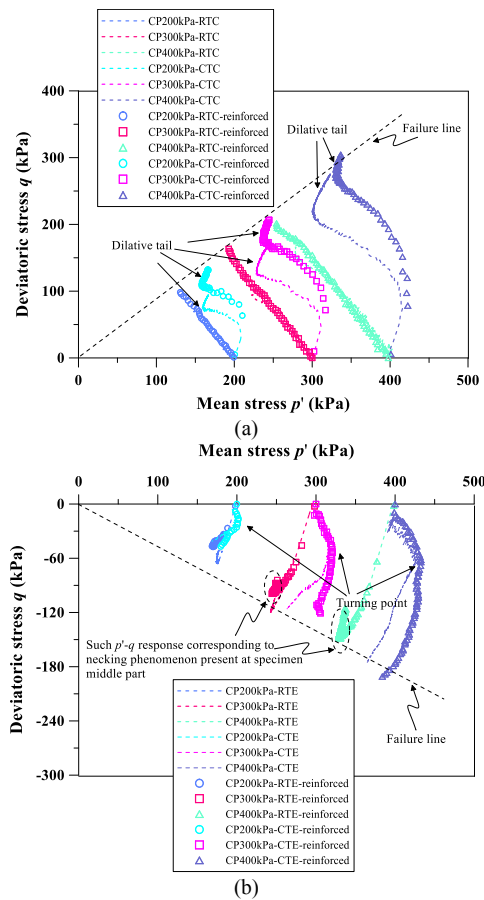 CP200kPa-RTC
CP300kPa-RTC
CP400kPa-RTC
CP200kPa-CTC
CP300kPa-CTC
CP400kPa-CTC
CP200kPa-RTC-reinforced
CP300kPa-RTC-reinforced
CP400kPa-RTC-reinforced
CP200kPa-CTC-reinforced
CP300kPa-CTC-reinforced
CP400kPa-CTC-reinforced
400
300
200
100
0
Deviatoric stress q (kPa)
Dilative tail
Failure line
Dilative tail
0
100
200
300
400
500
Mean stress p' (kPa)
(a)
Mean stress p' (kPa)
0
100
200
300
400
500
0
-60
-120
-180
-240
-300
Deviatoric stress q (kPa)
Turning point
Such p'-q response corresponding to
necking phenomenon present at specimen
middle part
Failure line
CP200kPa-RTE
CP300kPa-RTE
CP400kPa-RTE
CP200kPa-CTE
CP300kPa-CTE
CP400kPa-CTE
CP200kPa-RTE-reinforced
CP300kPa-RTE-reinforced
CP400kPa-RTE-reinforced
CP200kPa-CTE-reinforced
CP300kPa-CTE-reinforced
CP400kPa-CTE-reinforced
(b)